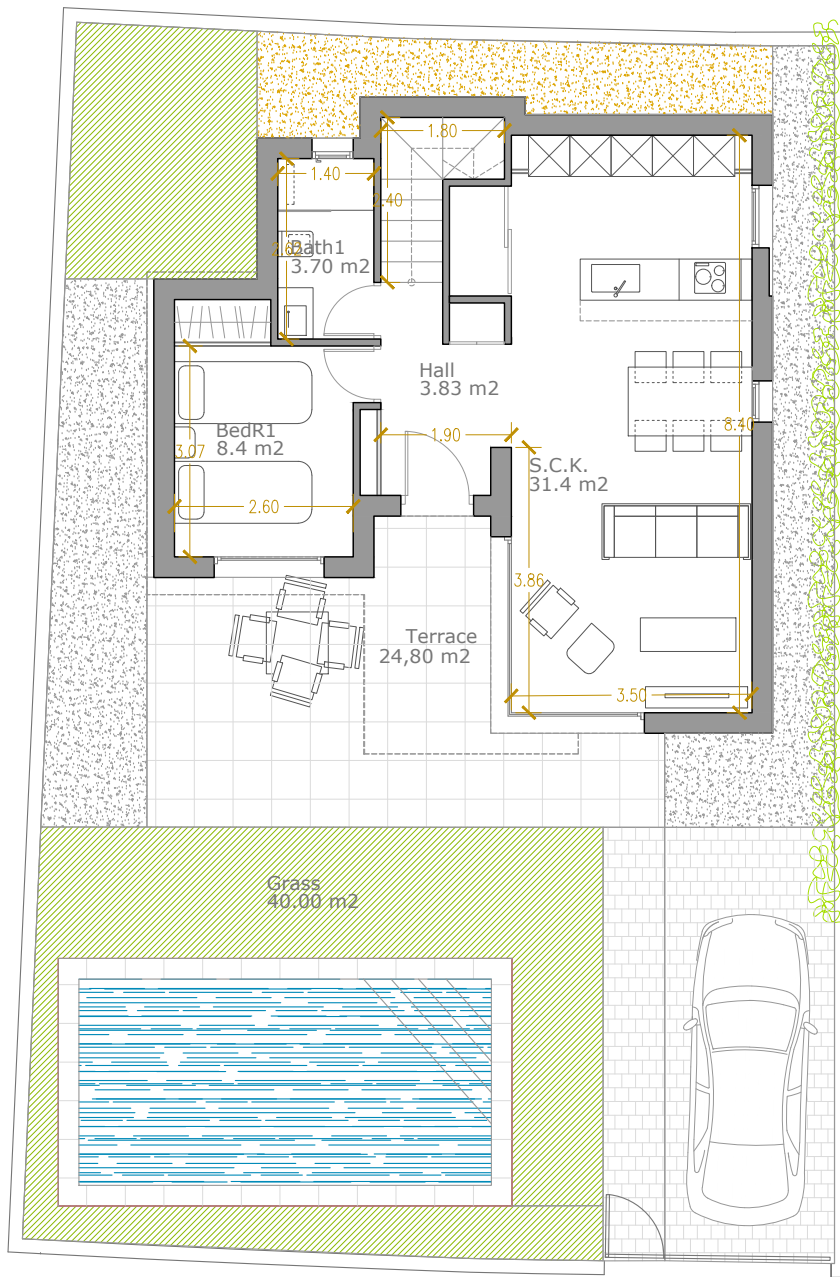 1.80
1.40
2.40
Bath1
3.70 m2
Hall
3.83 m2
1.90
8.40
BedR1
8.4 m2
3.07
2.60
S.C.K.
31.4 m2
3.86
3.50
Terrace
24,80 m2
Grass
40.00 m2